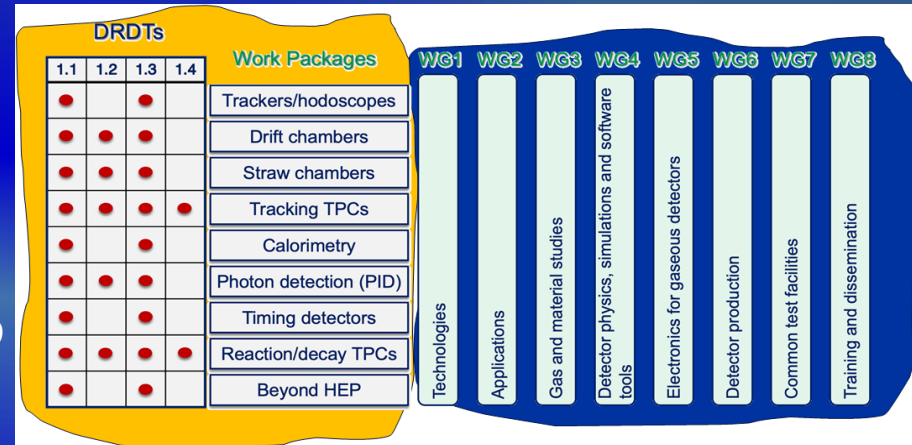 DRDTs
1.1 1.2 1.3 1.4
Work Packages
Trackers/hodoscopes
Drift chambers
Straw chambers
Tracking TPCs
Calorimetry
Photon detection (PID)
Timing detectors
Reaction/decay TPCs
Beyond HEP
WG1 WG2 WG3 WG4 WG5 WG6 WG7 WG8
Technologies
Applications
Gas and material studies
Detector physics, simulations and software
tools
Electronics for gaseous detectors
Detector production
Common test facilities
Training and dissemination